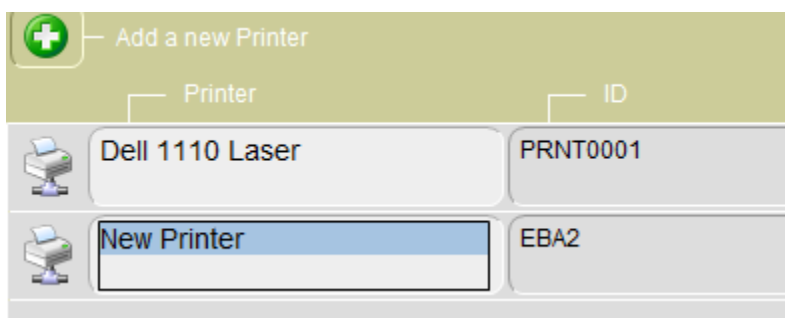 Add a new Printer
Printer ID
Dell 1110 Laser PRNT0001
New Printer EBA2